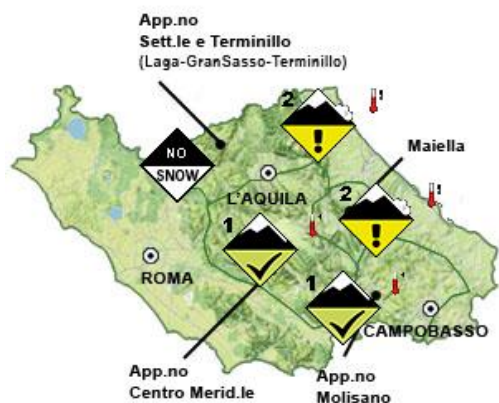 App.no
Sett.le e Terminillo
(Laga-GranSasso-Terminillo)
2
!
!
NO
SNOW
L'AQUILA
Maiella
2
!
!
1
ROMA
1
CAMPOBASSO
App.no
Centro Merid.le
App.no
Molisano